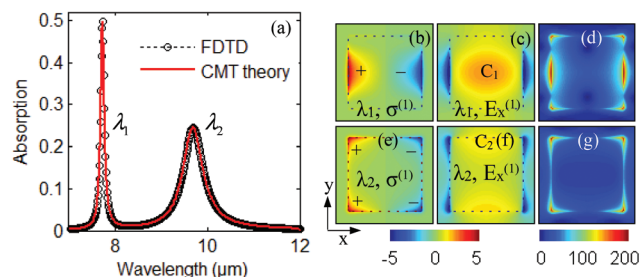 0.5
0.4
0.3
0.2
0.1
0
Absorption
(a)
FDTD
CMT theory
λ1
λ2
8
10
12
Wavelength (μm)
(b)
+
−
λ1, σ(1)
(c)
C1
λ1, Ex(1)
(d)
(e)
+
−
λ2, σ(1)
+
−
C2
(f)
λ2, Ex(1)
(g)
y
x
-5
0
5
0
100
200